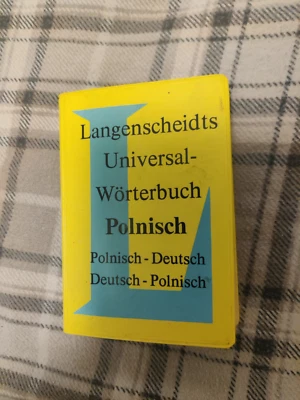 Langenscheidts
Universal-
Wörterbuch
Polnisch
Polnisch - Deutsch
Deutsch - Polnisch